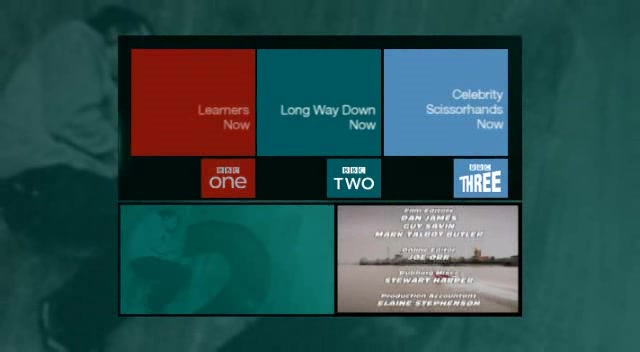 Learners
Now
Long Way Down
Now
Celebrity
Scissorhands
Now
BBC
one
BBC
TWO
BBC
THREE
Film Editors
DAN JAMES
GUY SAVIN
MARK TALBOT BUTLER
Online Editor
JOE ORR
Dubbing Mixer
STEWART HARPER
Production Accountant
ELAINE STEPHENSON